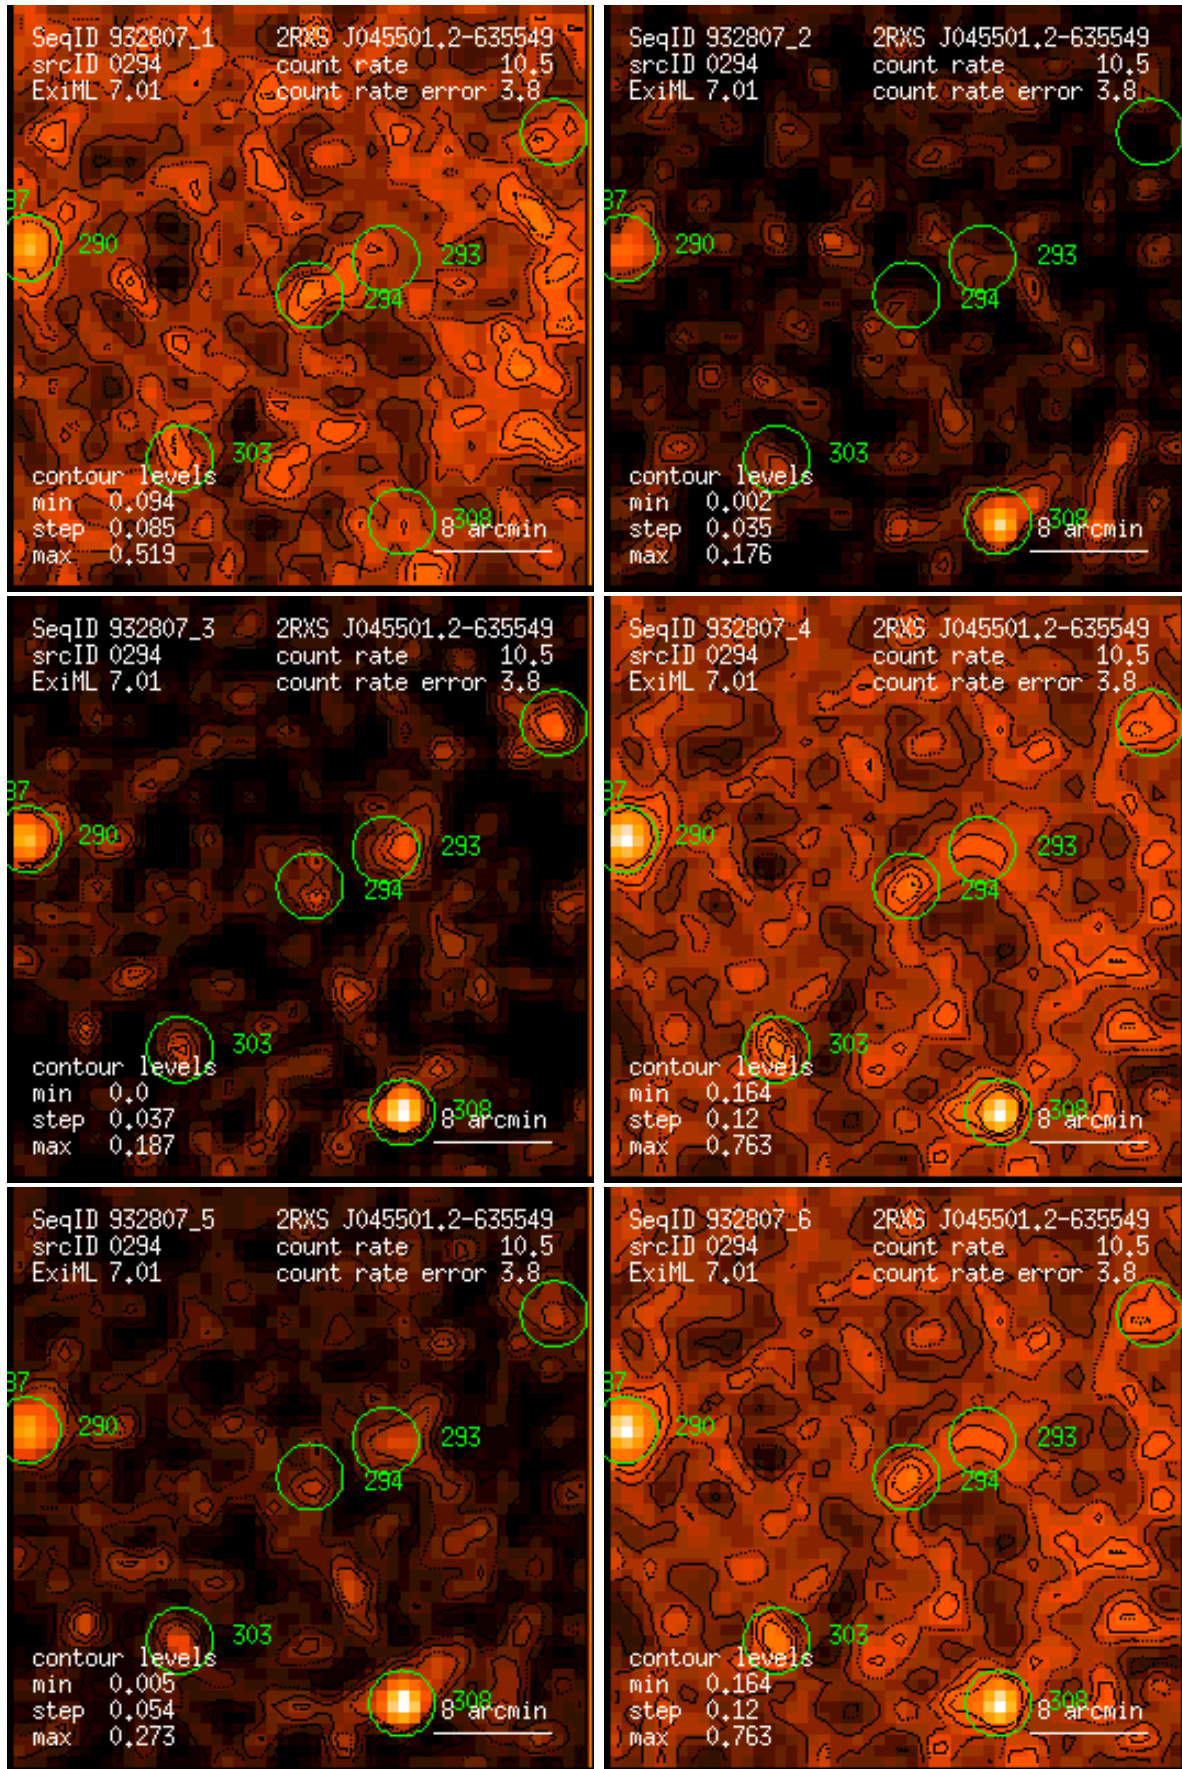 SeqID 932807_1 2RXS J045501.2-635549
srcID 0294 count rate 10.5
ExiML 7.01 count rate error 3.8
37
290
293
294
303
contour levels
min 0.094
step 0.085 308 8 arcmin
max 0.519
SeqID 932807_2 2RXS J045501.2-635549
srcID 0294 count rate 10.5
ExiML 7.01 count rate error 3.8
37
290
293
294
303
contour levels
min 0.002
step 0.035 308 8 arcmin
max 0.176
SeqID 932807_3 2RXS J045501.2-635549
srcID 0294 count rate 10.5
ExiML 7.01 count rate error 3.8
37
290
293
294
303
contour levels
min 0.0
step 0.037 308 8 arcmin
max 0.187
SeqID 932807_4 2RXS J045501.2-635549
srcID 0294 count rate 10.5
ExiML 7.01 count rate error 3.8
37
290
293
294
303
contour levels
min 0.164
step 0.12 308 8 arcmin
max 0.763
SeqID 932807_5 2RXS J045501.2-635549
srcID 0294 count rate 10.5
ExiML 7.01 count rate error 3.8
37
290
293
294
303
contour levels
min 0.005
step 0.054 308 8 arcmin
max 0.273
SeqID 932807_6 2RXS J045501.2-635549
srcID 0294 count rate 10.5
ExiML 7.01 count rate error 3.8
37
290
293
294
303
contour levels
min 0.164
step 0.12 308 8 arcmin
max 0.763